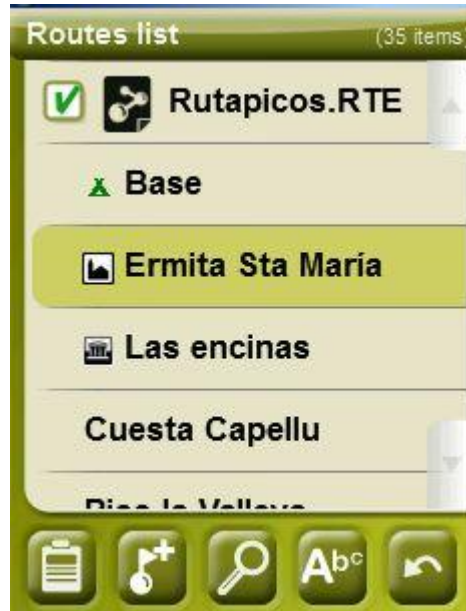 Routes list (35 items)
Rutapicos.RTE
Base
Ermita Sta María
Las encinas
Cuesta Capellu
Abc